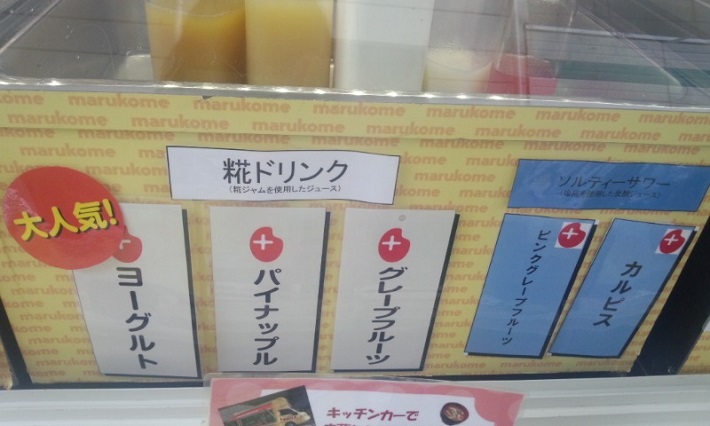 marukome
糀ドリンク
(糀ジャムを使用したジュース)
ソルティーサワー
大人気!
ヨーグルト
パイナップル
グレープフルーツ
ピンクグレープフルーツ
カルピス
キッチンカーで